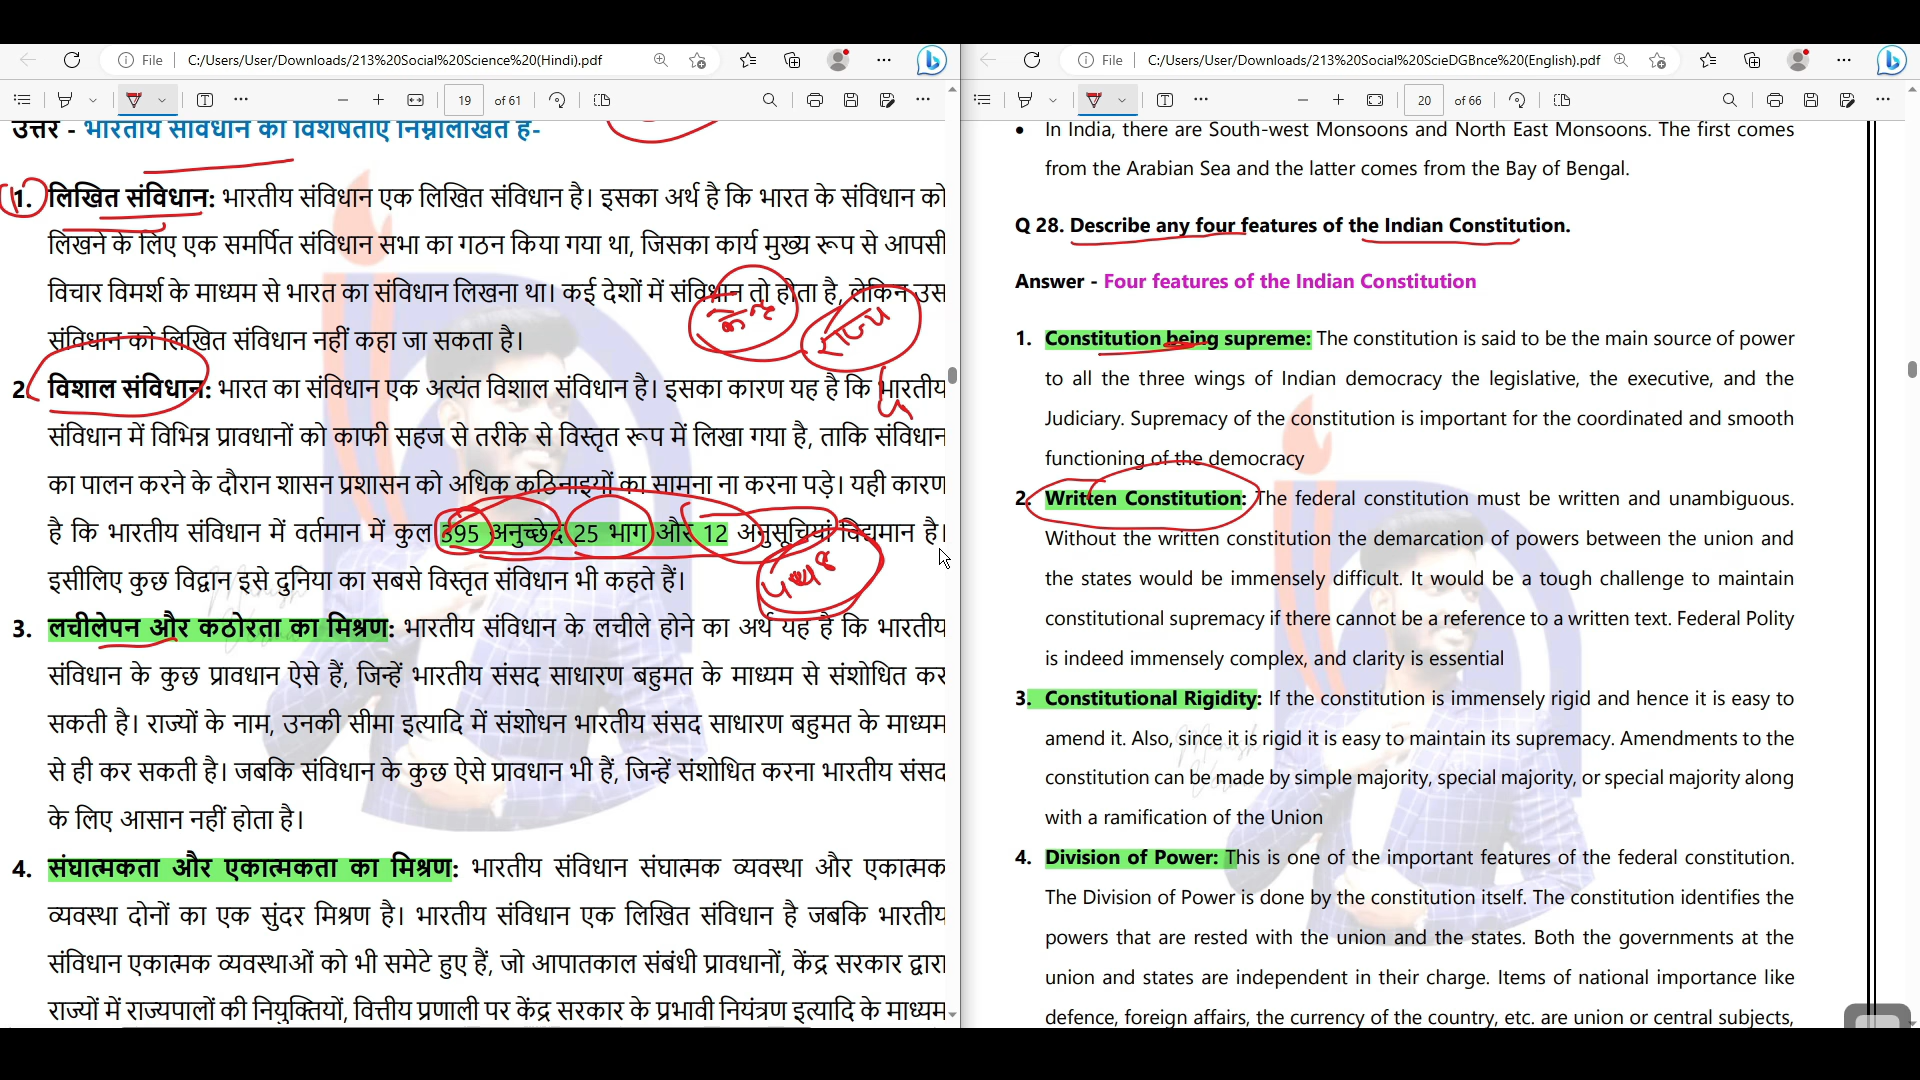 File C:/Users/User/Downloads/213%20Social%20Science%20(Hindi).pdf
19 of 61
उत्तर - भारतीय संविधान की विशेषताएं निम्नलिखित है-
1. लिखित संविधान: भारतीय संविधान एक लिखित संविधान है। इसका अर्थ है कि भारत के संविधान को
लिखने के लिए एक समर्पित संविधान सभा का गठन किया गया था, जिसका कार्य मुख्य रूप से आपसी
विचार विमर्श के माध्यम से भारत का संविधान लिखना था। कई देशों में संविधान तो होता है, लेकिन उस
संविधान को लिखित संविधान नहीं कहा जा सकता है।
केन्द्र
राज्य
2. विशाल संविधान: भारत का संविधान एक अत्यंत विशाल संविधान है। इसका कारण यह है कि भारतीय
संविधान में विभिन्न प्रावधानों को काफी सहज से तरीके से विस्तृत रूप में लिखा गया है, ताकि संविधान
का पालन करने के दौरान शासन प्रशासन को अधिक कठिनाइयों का सामना ना करना पड़े। यही कारण
है कि भारतीय संविधान में वर्तमान में कुल 395 अनुच्छेद 25 भाग और 12 अनुसूचियां विद्यमान है।
इसीलिए कुछ विद्वान इसे दुनिया का सबसे विस्तृत संविधान भी कहते हैं।
3. लचीलेपन और कठोरता का मिश्रण: भारतीय संविधान के लचीले होने का अर्थ यह है कि भारतीय
संविधान के कुछ प्रावधान ऐसे हैं, जिन्हें भारतीय संसद साधारण बहुमत के माध्यम से संशोधित कर
सकती है। राज्यों के नाम, उनकी सीमा इत्यादि में संशोधन भारतीय संसद साधारण बहुमत के माध्यम
से ही कर सकती है। जबकि संविधान के कुछ ऐसे प्रावधान भी हैं, जिन्हें संशोधित करना भारतीय संसद
के लिए आसान नहीं होता है।
4. संघात्मकता और एकात्मकता का मिश्रण: भारतीय संविधान संघात्मक व्यवस्था और एकात्मक
व्यवस्था दोनों का एक सुंदर मिश्रण है। भारतीय संविधान एक लिखित संविधान है जबकि भारतीय
संविधान एकात्मक व्यवस्थाओं को भी समेटे हुए हैं, जो आपातकाल संबंधी प्रावधानों, केंद्र सरकार द्वारा
राज्यों में राज्यपालों की नियुक्तियों, वित्तीय प्रणाली पर केंद्र सरकार के प्रभावी नियंत्रण इत्यादि के माध्यम
File C:/Users/User/Downloads/213%20Social%20ScieDGBnce%20(English).pdf
20 of 66
• In India, there are South-west Monsoons and North East Monsoons. The first comes
from the Arabian Sea and the latter comes from the Bay of Bengal.
Q 28. Describe any four features of the Indian Constitution.
Answer - Four features of the Indian Constitution
1. Constitution being supreme: The constitution is said to be the main source of power
to all the three wings of Indian democracy the legislative, the executive, and the
Judiciary. Supremacy of the constitution is important for the coordinated and smooth
functioning of the democracy
2. Written Constitution: The federal constitution must be written and unambiguous.
Without the written constitution the demarcation of powers between the union and
the states would be immensely difficult. It would be a tough challenge to maintain
constitutional supremacy if there cannot be a reference to a written text. Federal Polity
is indeed immensely complex, and clarity is essential
3. Constitutional Rigidity: If the constitution is immensely rigid and hence it is easy to
amend it. Also, since it is rigid it is easy to maintain its supremacy. Amendments to the
constitution can be made by simple majority, special majority, or special majority along
with a ramification of the Union
4. Division of Power: This is one of the important features of the federal constitution.
The Division of Power is done by the constitution itself. The constitution identifies the
powers that are rested with the union and the states. Both the governments at the
union and states are independent in their charge. Items of national importance like
defence, foreign affairs, the currency of the country, etc. are union or central subjects,